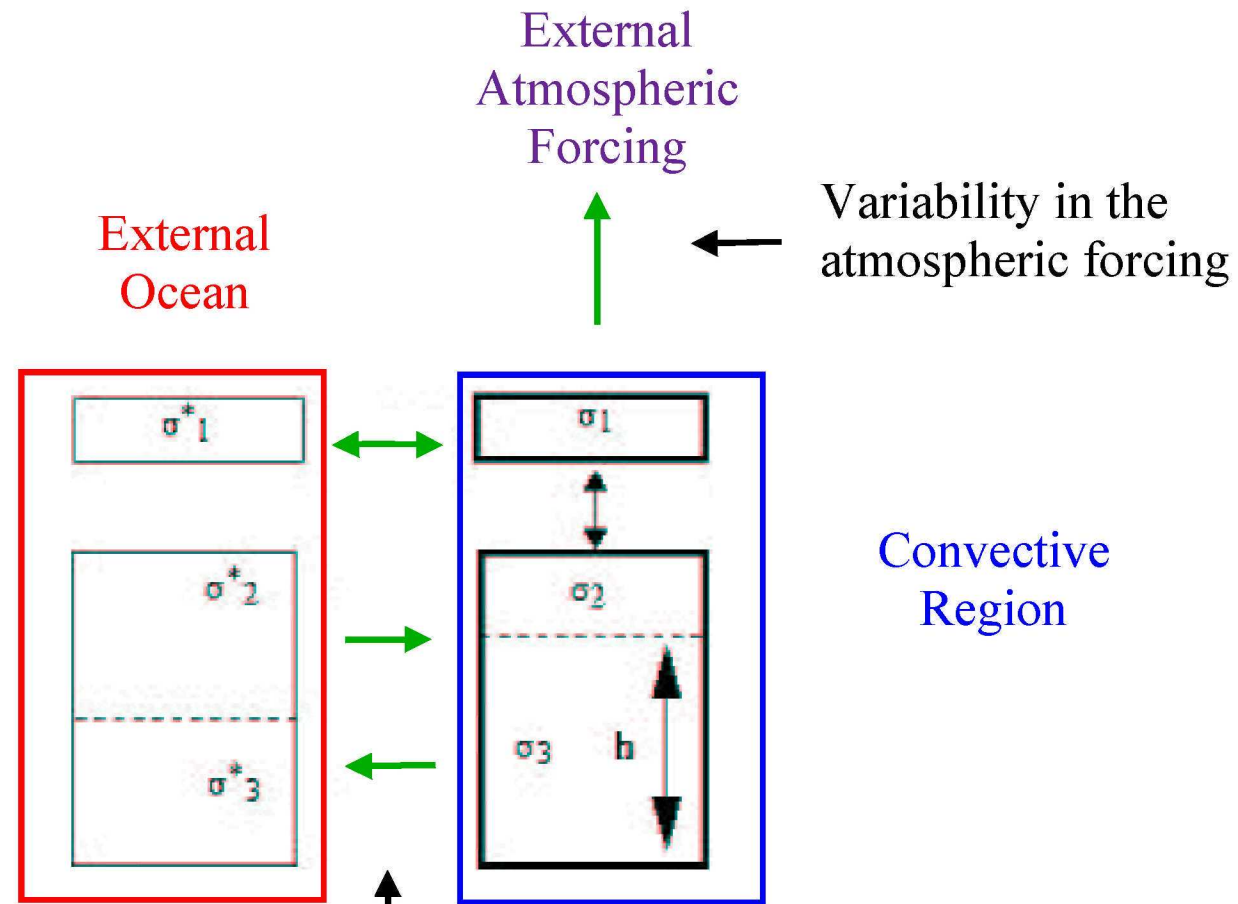 External
Atmospheric
Forcing
Variability in the
atmospheric forcing
External
Ocean
σ*1
σ1
σ*2
σ2
Convective
Region
σ3
h
σ*3